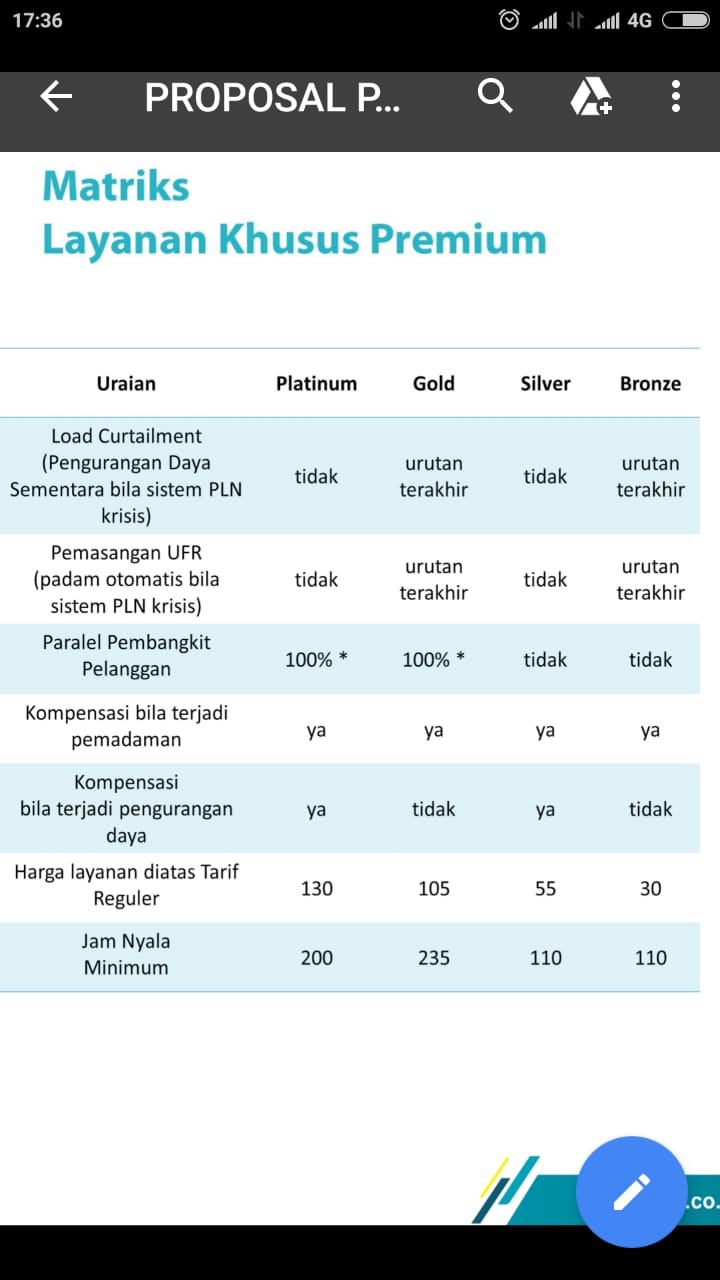 17:36
4G
PROPOSAL P...
Matriks
Layanan Khusus Premium
Uraian Platinum Gold Silver Bronze
Load Curtailment
(Pengurangan Daya
Sementara bila sistem PLN
krisis)
tidak
urutan
terakhir
tidak
urutan
terakhir
Pemasangan UFR
(padam otomatis bila
sistem PLN krisis)
tidak
urutan
terakhir
tidak
urutan
terakhir
Paralel Pembangkit
Pelanggan
100% * 100% * tidak tidak
Kompensasi bila terjadi
pemadaman
ya ya ya ya
Kompensasi
bila terjadi pengurangan
daya
ya tidak ya tidak
Harga layanan diatas Tarif
Reguler
130 105 55 30
Jam Nyala
Minimum
200 235 110 110
.co.